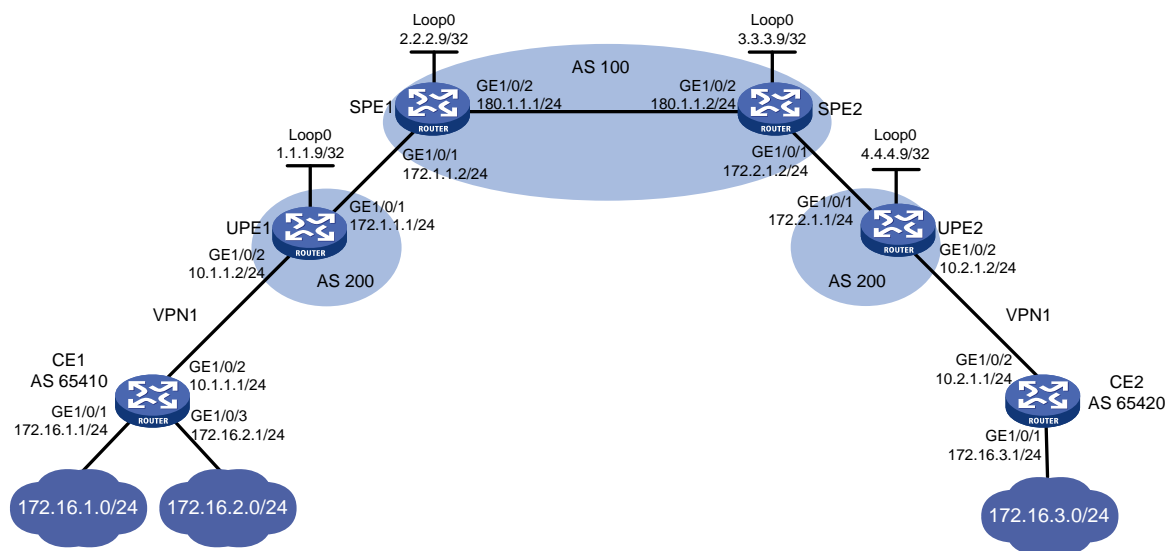 Loop0
2.2.2.9/32
Loop0
3.3.3.9/32
AS 100
GE1/0/2
180.1.1.1/24
GE1/0/2
180.1.1.2/24
SPE1
ROUTER
SPE2
ROUTER
Loop0
1.1.1.9/32
GE1/0/1
172.1.1.2/24
GE1/0/1
172.2.1.2/24
Loop0
4.4.4.9/32
UPE1
ROUTER
GE1/0/1
172.1.1.1/24
GE1/0/2
10.1.1.2/24
AS 200
GE1/0/1
172.2.1.1/24
ROUTER
UPE2
GE1/0/2
10.2.1.2/24
AS 200
VPN1
VPN1
CE1
AS 65410
GE1/0/2
10.1.1.1/24
ROUTER
GE1/0/1
172.16.1.1/24
GE1/0/3
172.16.2.1/24
GE1/0/2
10.2.1.1/24
CE2
AS 65420
ROUTER
GE1/0/1
172.16.3.1/24
172.16.1.0/24
172.16.2.0/24
172.16.3.0/24